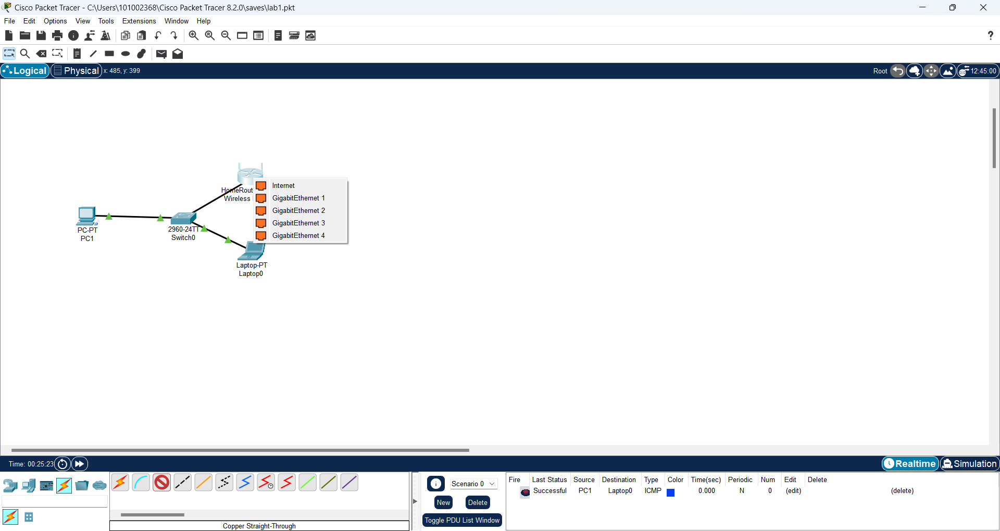 Cisco Packet Tracer - C:\Users\101002368\Cisco Packet Tracer 8.2.0\saves\lab1.pkt
File Edit Options View Tools Extensions Window Help
Logical Physical x: 485, y: 399 Root 12:45:00
HomeRout
Wireless
Internet
GigabitEthernet 1
GigabitEthernet 2
GigabitEthernet 3
GigabitEthernet 4
PC-PT
PC1
2960-24TT
Switch0
Laptop-PT
Laptop0
Time: 00:25:23 Realtime Simulation
Scenario 0
New Delete
Toggle PDU List Window
Fire Last Status Source Destination Type Color Time(sec) Periodic Num Edit Delete
Successful PC1 Laptop0 ICMP 0.000 N 0 (edit) (delete)
Copper Straight-Through